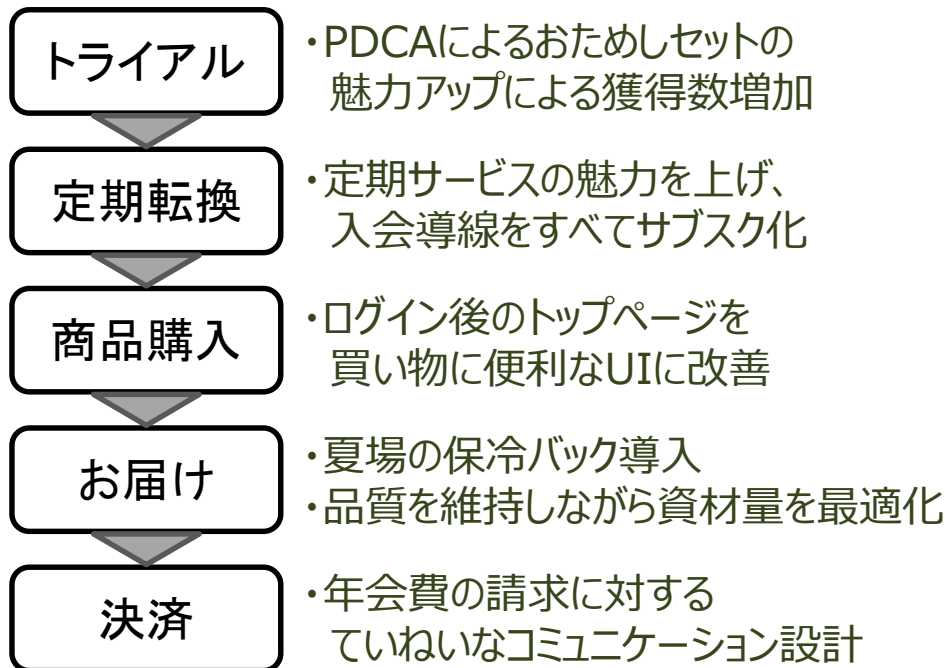 トライアル
・PDCAによるおためしセットの
魅力アップによる獲得数増加
定期転換
・定期サービスの魅力を上げ、
入会導線をすべてサブスク化
商品購入
・ログイン後のトップページを
買い物に便利なUIに改善
お届け
・夏場の保冷バック導入
・品質を維持しながら資材量を最適化
決済
・年会費の請求に対する
ていねいなコミュニケーション設計